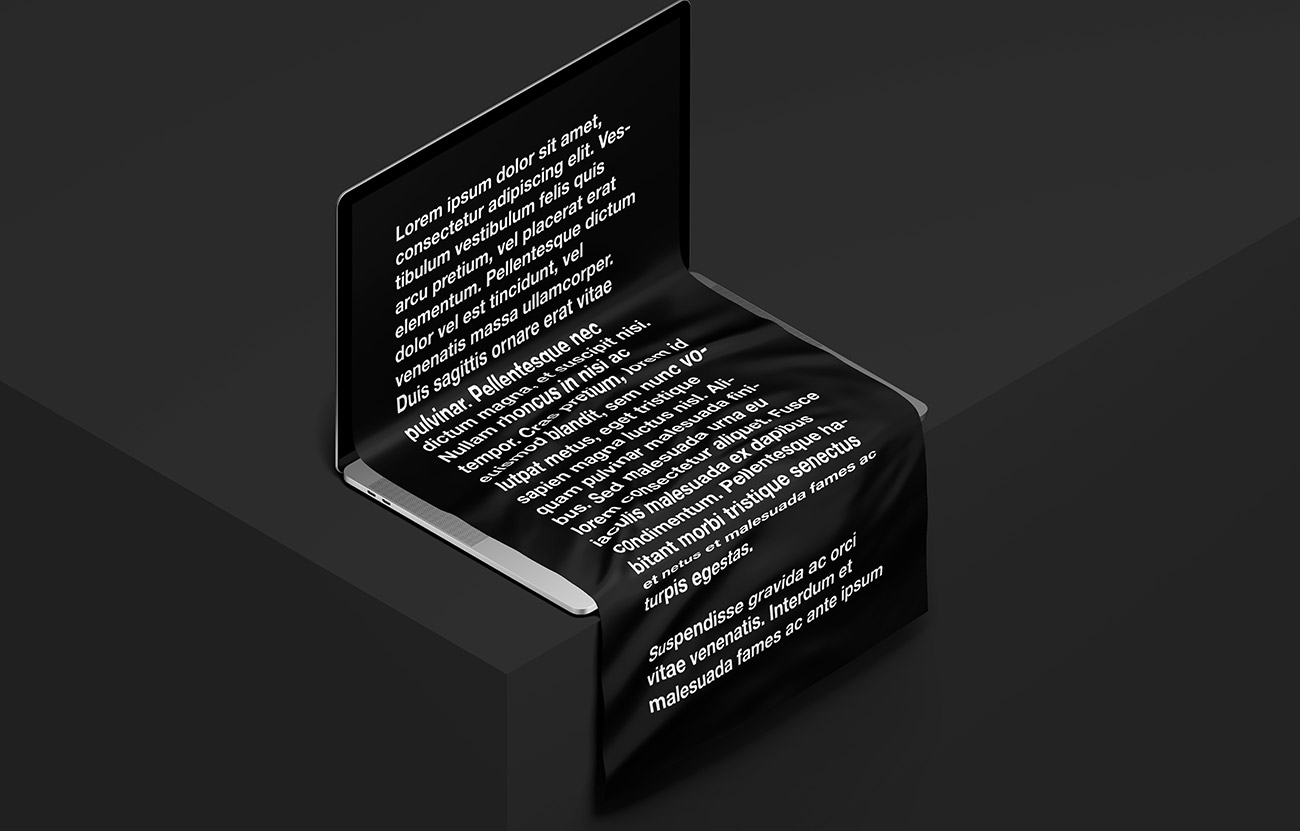 Lorem ipsum dolor sit amet,
consectetur adipiscing elit. Ves-
tibulum vestibulum felis quis
arcu pretium, vel placerat erat
elementum. Pellentesque dictum
dolor vel est tincidunt, vel
venenatis massa ullamcorper.
Duis sagittis ornare erat vitae
pulvinar. Pellentesque nec
dictum magna, et suscipit nisi.
Nullam rhoncus in nisi ac
tempor. Cras pretium, lorem id
euismod blandit, sem nunc vo-
lutpat metus, eget tristique
sapien magna luctus nisl. Ali-
quam pulvinar malesuada fini-
bus. Sed malesuada urna eu
lorem consectetur aliquet. Fusce
iaculis malesuada ex dapibus
condimentum. Pellentesque ha-
bitant morbi tristique senectus
et netus et malesuada fames ac
turpis egestas.
Suspendisse gravida ac orci
vitae venenatis. Interdum et
malesuada fames ac ante ipsum